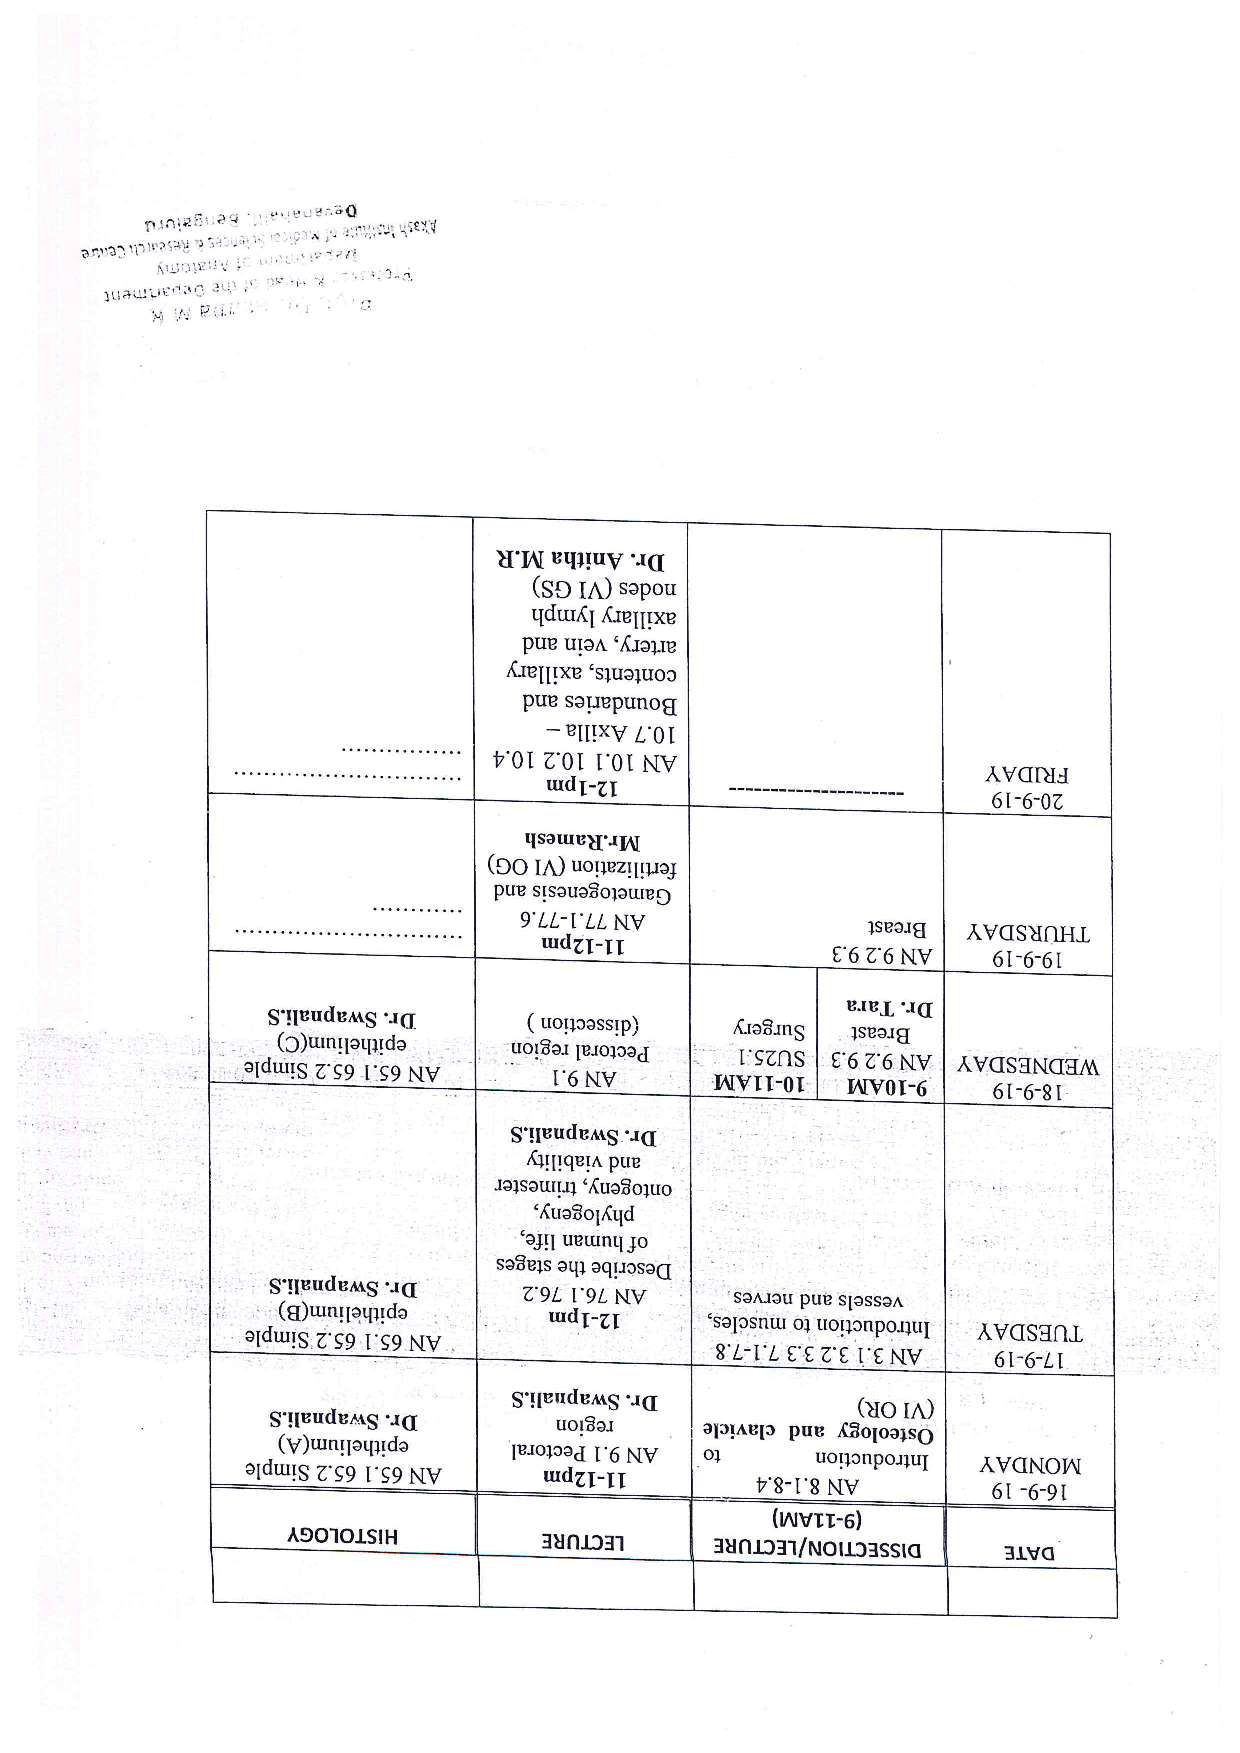 DATE
DISSECTION/LECTURE
(9-11AM)
LECTURE
HISTOLOGY
16-9- 19
MONDAY
AN 8.1-8.4
Introduction to
Osteology and clavicle
(VI OR)
11-12pm
AN 9.1 Pectoral
region
Dr. Swapnali.S
AN 65.1 65.2 Simple
epithelium(A)
Dr. Swapnali.S
17-9-19
TUESDAY
AN 3.1 3.2 3.3 7.1-7.8
Introduction to muscles,
vessels and nerves
12-1pm
AN 76.1 76.2
Describe the stages
of human life,
phylogeny,
ontogeny, trimester
and viability
Dr. Swapnali.S
AN 65.1 65.2 Simple
epithelium(B)
Dr. Swapnali.S
18-9-19
WEDNESDAY
9-10AM
AN 9.2 9.3
Breast
Dr. Tara
10-11AM
SU25.1
Surgery
AN 9.1
Pectoral region
(dissection )
AN 65.1 65.2 Simple
epithelium(C)
Dr. Swapnali.S
19-9-19
THURSDAY
AN 9.2 9.3
Breast
11-12pm
AN 77.1-77.6
Gametogenesis and
fertilization (VI OG)
Mr.Ramesh
..............................
............
20-9-19
FRIDAY
---------------------
12-1pm
AN 10.1 10.2 10.4
10.7 Axilla –
Boundaries and
contents, axillary
artery, vein and
axillary lymph
nodes (VI GS)
Dr. Anitha M.R
..............................
................
M R
of the Department
of Anatomy
Akash Institute of Medical Sciences & Research Centre
Devanahalli, Bengaluru